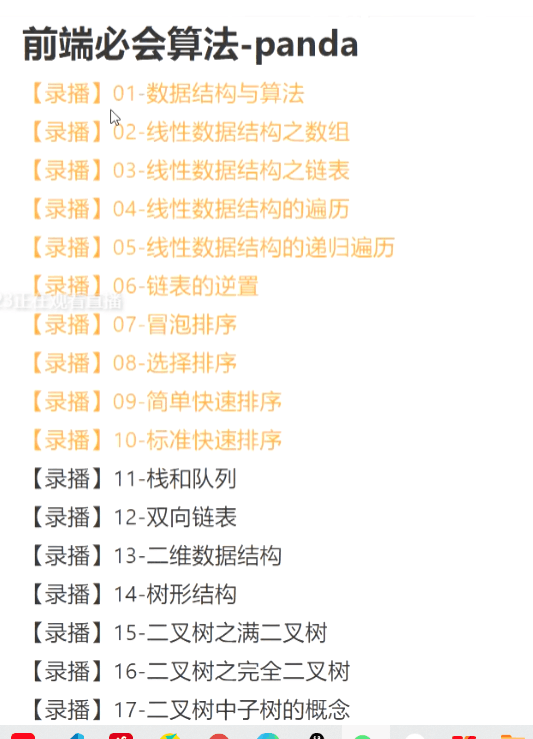 前端必会算法-panda
【录播】01-数据结构与算法
【录播】02-线性数据结构之数组
【录播】03-线性数据结构之链表
【录播】04-线性数据结构的遍历
【录播】05-线性数据结构的递归遍历
【录播】06-链表的逆置
23正在观看直播
【录播】07-冒泡排序
【录播】08-选择排序
【录播】09-简单快速排序
【录播】10-标准快速排序
【录播】11-栈和队列
【录播】12-双向链表
【录播】13-二维数据结构
【录播】14-树形结构
【录播】15-二叉树之满二叉树
【录播】16-二叉树之完全二叉树
【录播】17-二叉树中子树的概念